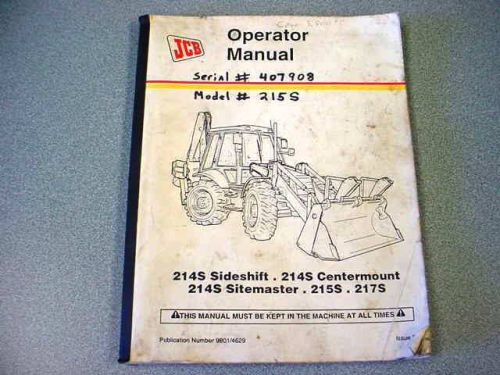 JCB
Operator
Manual
Serial # 407908
Model # 215S
214S Sideshift . 214S Centermount
214S Sitemaster . 215S . 217S
THIS MANUAL MUST BE KEPT IN THE MACHINE AT ALL TIMES
Publication Number 9801/4629
Issue